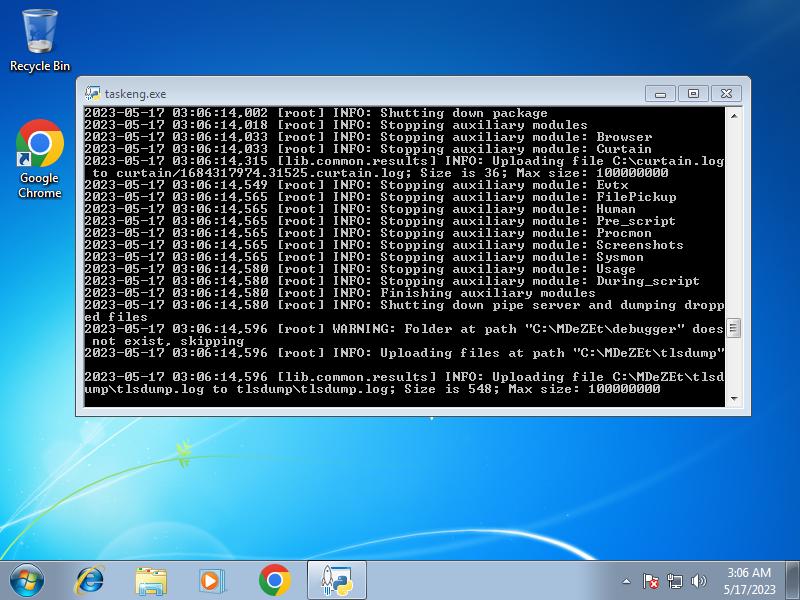 Recycle Bin
Google
Chrome
taskeng.exe
2023-05-17 03:06:14,002 [root] INFO: Shutting down package
2023-05-17 03:06:14,018 [root] INFO: Stopping auxiliary modules
2023-05-17 03:06:14,033 [root] INFO: Stopping auxiliary module: Browser
2023-05-17 03:06:14,033 [root] INFO: Stopping auxiliary module: Curtain
2023-05-17 03:06:14,315 [lib.common.results] INFO: Uploading file C:\curtain.log
 to curtain/1684317974.31525.curtain.log; Size is 36; Max size: 100000000
2023-05-17 03:06:14,549 [root] INFO: Stopping auxiliary module: Evtx
2023-05-17 03:06:14,565 [root] INFO: Stopping auxiliary module: FilePickup
2023-05-17 03:06:14,565 [root] INFO: Stopping auxiliary module: Human
2023-05-17 03:06:14,565 [root] INFO: Stopping auxiliary module: Pre_script
2023-05-17 03:06:14,565 [root] INFO: Stopping auxiliary module: Procmon
2023-05-17 03:06:14,565 [root] INFO: Stopping auxiliary module: Screenshots
2023-05-17 03:06:14,565 [root] INFO: Stopping auxiliary module: Sysmon
2023-05-17 03:06:14,580 [root] INFO: Stopping auxiliary module: Usage
2023-05-17 03:06:14,580 [root] INFO: Stopping auxiliary module: During_script
2023-05-17 03:06:14,580 [root] INFO: Finishing auxiliary modules
2023-05-17 03:06:14,580 [root] INFO: Shutting down pipe server and dumping dropp
ed files
2023-05-17 03:06:14,596 [root] WARNING: Folder at path "C:\MDeZEt\debugger" does
 not exist, skipping
2023-05-17 03:06:14,596 [root] INFO: Uploading files at path "C:\MDeZEt\tlsdump"
2023-05-17 03:06:14,596 [lib.common.results] INFO: Uploading file C:\MDeZEt\tlsd
ump\tlsdump.log to tlsdump\tlsdump.log; Size is 548; Max size: 100000000
3:06 AM
5/17/2023